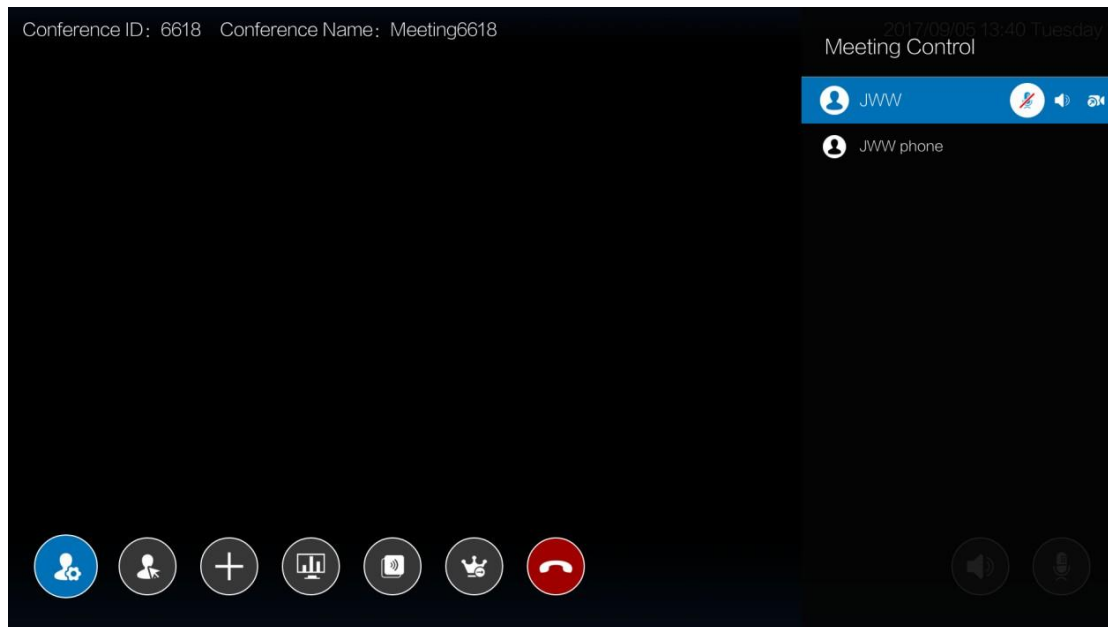 Conference ID：6618 Conference Name：Meeting6618
2017/09/05 13:40 Tuesday
Meeting Control
JWW
JWW phone